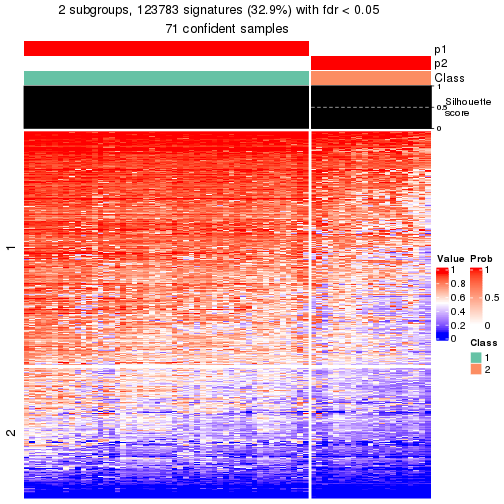 2 subgroups, 123783 signatures (32.9%) with fdr < 0.05
71 confident samples
p1
p2
Class
1
0.5
0
Silhouette
score
1
2
Value
1
0.8
0.6
0.4
0.2
0
Prob
1
0.5
0
Class
1
2